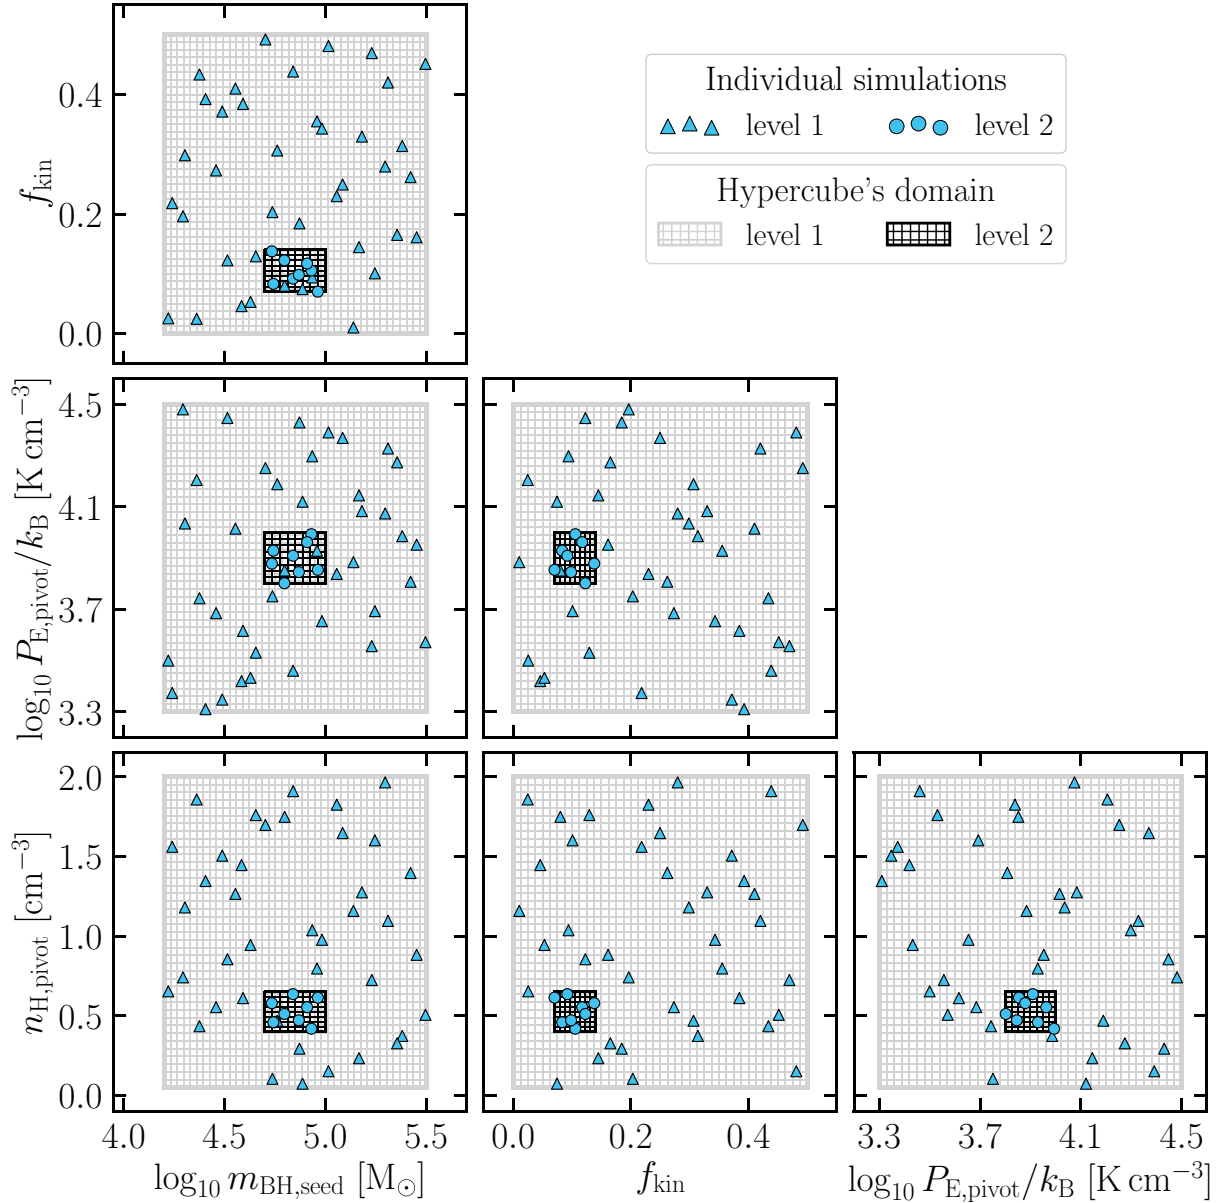 Individual simulations
level 1 level 2
Hypercube's domain
level 1 level 2
f_kin
0.4
0.2
0.0
log₁₀ P_E,pivot/k_B [K cm⁻³]
4.5
4.1
3.7
3.3
n_H,pivot [cm⁻³]
2.0
1.5
1.0
0.5
0.0
4.0 4.5 5.0 5.5 0.0 0.2 0.4 3.3 3.7 4.1 4.5
log₁₀ m_BH,seed [M_⊙] f_kin log₁₀ P_E,pivot/k_B [K cm⁻³]